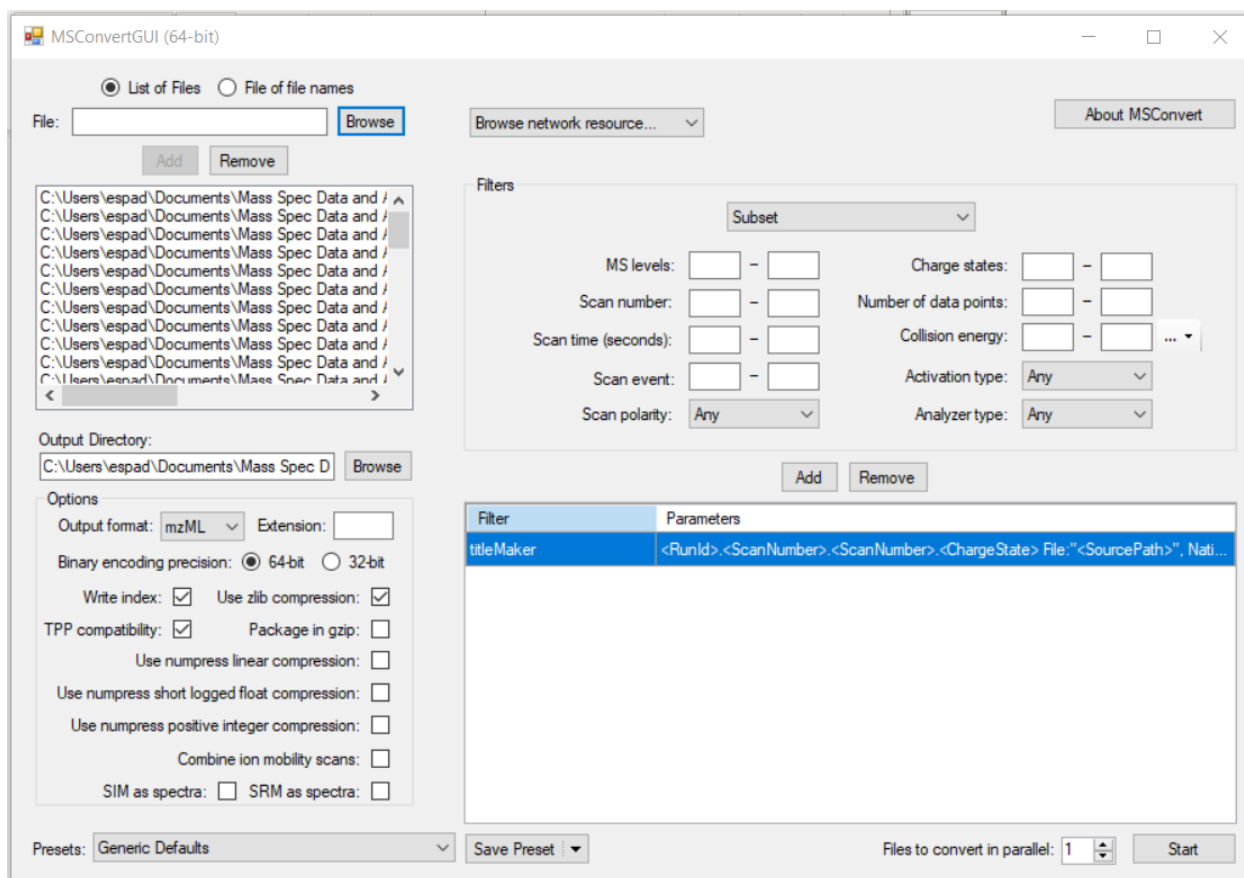 MSConvertGUI (64-bit)
List of Files File of file names
File: Browse
Add Remove
C:\Users\espad\Documents\Mass Spec Data and A
C:\Users\espad\Documents\Mass Spec Data and A
C:\Users\espad\Documents\Mass Spec Data and A
C:\Users\espad\Documents\Mass Spec Data and A
C:\Users\espad\Documents\Mass Spec Data and A
C:\Users\espad\Documents\Mass Spec Data and A
C:\Users\espad\Documents\Mass Spec Data and A
C:\Users\espad\Documents\Mass Spec Data and A
C:\Users\espad\Documents\Mass Spec Data and A
C:\Users\espad\Documents\Mass Spec Data and A
C:\Users\espad\Documents\Mass Spec Data and A
Output Directory:
C:\Users\espad\Documents\Mass Spec D Browse
Options
Output format: mzML Extension:
Binary encoding precision: 64-bit 32-bit
Write index: Use zlib compression:
TPP compatibility: Package in gzip:
Use numpress linear compression:
Use numpress short logged float compression:
Use numpress positive integer compression:
Combine ion mobility scans:
SIM as spectra: SRM as spectra:
Presets: Generic Defaults
Browse network resource...
About MSConvert
Filters
Subset
MS levels: – Charge states: –
Scan number: – Number of data points: –
Scan time (seconds): – Collision energy: – ...
Scan event: – Activation type: Any
Scan polarity: Any Analyzer type: Any
Add Remove
Filter Parameters
titleMaker <RunId>.<ScanNumber>.<ScanNumber>.<ChargeState> File:"<SourcePath>", Nati...
Save Preset Files to convert in parallel: 1 Start